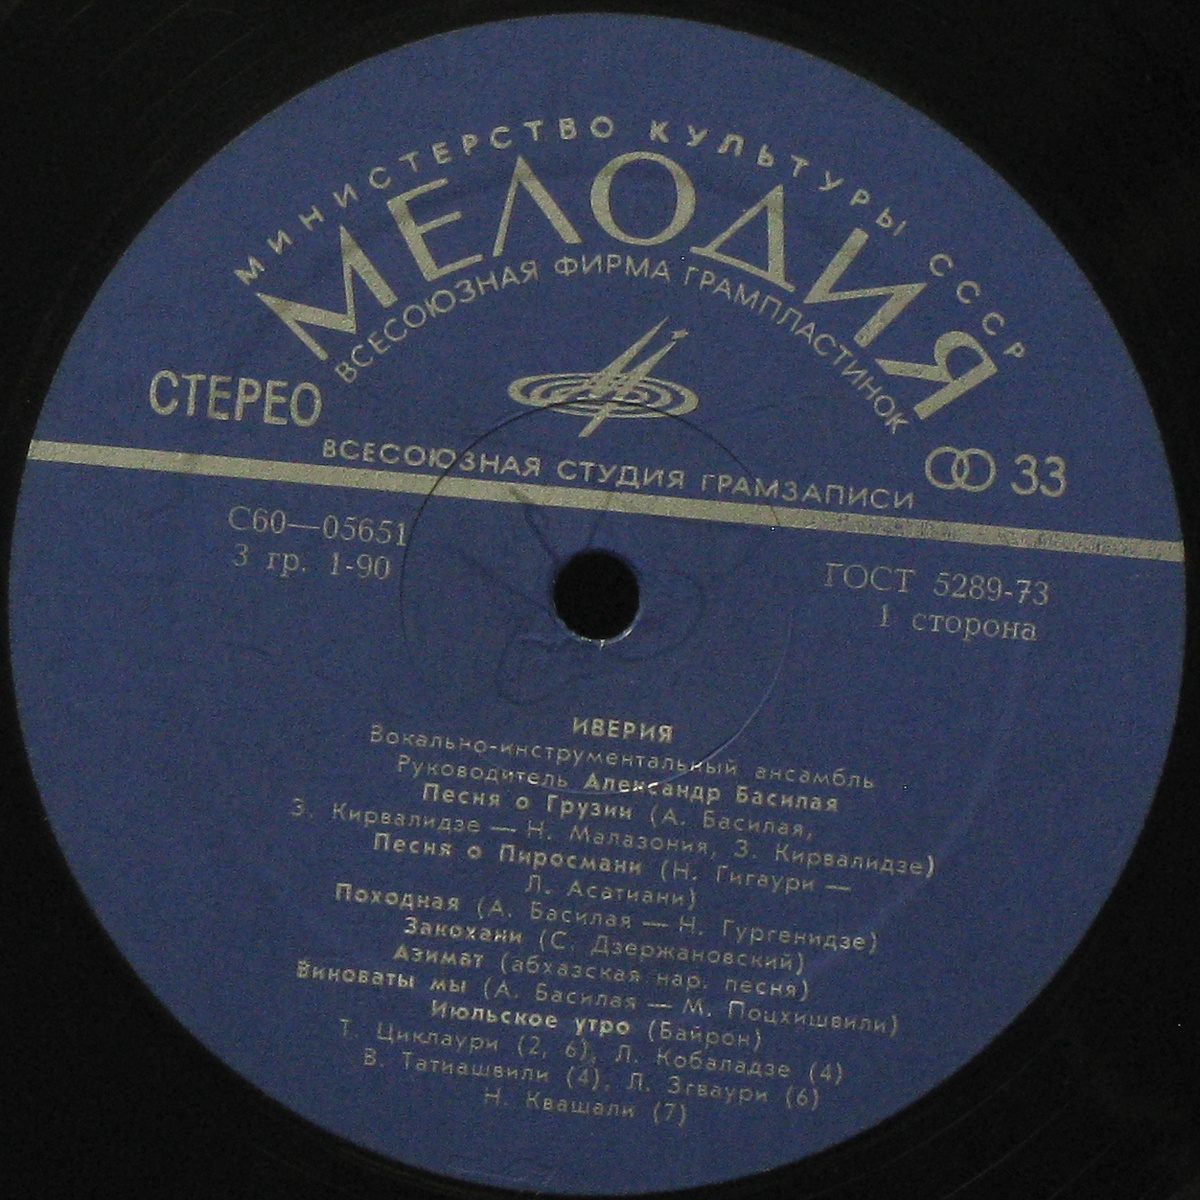 МИНИСТЕРСТВО КУЛЬТУРЫ СССР
МЕЛОДИЯ
ВСЕСОЮЗНАЯ ФИРМА ГРАМПЛАСТИНОК
СТЕРЕО
33
ВСЕСОЮЗНАЯ СТУДИЯ ГРАМЗАПИСИ
С60—05651
3 гр. 1-90
ГОСТ 5289-73
1 сторона
ИВЕРИЯ
Вокально-инструментальный ансамбль
Руководитель Александр Басилая
Песня о Грузии (А. Басилая,
З. Кирвалидзе — Н. Малазония, З. Кирвалидзе)
Песня о Пиросмани (Н. Гигаури —
Л. Асатиани)
Походная (А. Басилая — Н. Гургенидзе)
Закохани (С. Дзержановский)
Азимат (абхазская нар. песня)
Виноваты мы (А. Басилая — М. Поцхишвили)
Июльское утро (Байрон)
Т. Циклаури (2, 6), Л. Кобаладзе (4)
В. Татиашвили (4), Л. Згваури (6)
Н. Квашали (7)